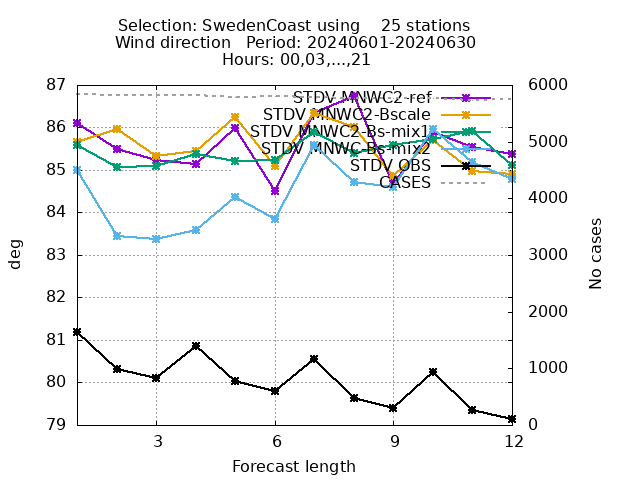 Selection: SwedenCoast using 25 stations
Wind direction Period: 20240601-20240630
Hours: 00,03,...,21
87
86
85
84
83
82
81
80
79
6000
5000
4000
3000
2000
1000
0
deg
No cases
STDV MNWC2-ref
STDV MNWC2-Bscale
STDV MNWC2-Bs-mix1
STDV MNWC-Bs-mix2
STDV OBS
CASES
3
6
9
12
Forecast length